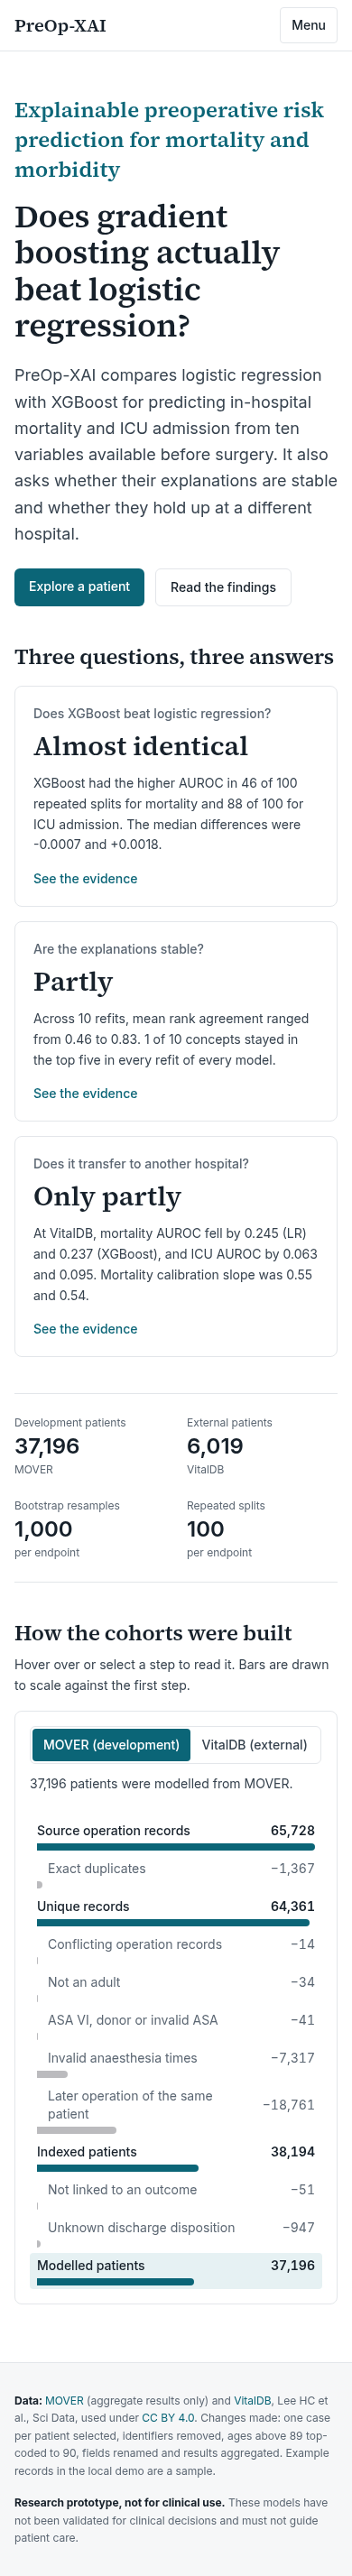 PreOp-XAI
Menu
Explainable preoperative risk
prediction for mortality and
morbidity
Does gradient
boosting actually
beat logistic
regression?
PreOp-XAI compares logistic regression
with XGBoost for predicting in-hospital
mortality and ICU admission from ten
variables available before surgery. It also
asks whether their explanations are stable
and whether they hold up at a different
hospital.
Explore a patient
Read the findings
Three questions, three answers
Does XGBoost beat logistic regression?
Almost identical
XGBoost had the higher AUROC in 46 of 100
repeated splits for mortality and 88 of 100 for
ICU admission. The median differences were
-0.0007 and +0.0018.
See the evidence
Are the explanations stable?
Partly
Across 10 refits, mean rank agreement ranged
from 0.46 to 0.83. 1 of 10 concepts stayed in
the top five in every refit of every model.
See the evidence
Does it transfer to another hospital?
Only partly
At VitalDB, mortality AUROC fell by 0.245 (LR)
and 0.237 (XGBoost), and ICU AUROC by 0.063
and 0.095. Mortality calibration slope was 0.55
and 0.54.
See the evidence
Development patients
37,196
MOVER
External patients
6,019
VitalDB
Bootstrap resamples
1,000
per endpoint
Repeated splits
100
per endpoint
How the cohorts were built
Hover over or select a step to read it. Bars are drawn
to scale against the first step.
MOVER (development)
VitalDB (external)
37,196 patients were modelled from MOVER.
Source operation records 65,728
Exact duplicates −1,367
Unique records 64,361
Conflicting operation records −14
Not an adult −34
ASA VI, donor or invalid ASA −41
Invalid anaesthesia times −7,317
Later operation of the same
patient −18,761
Indexed patients 38,194
Not linked to an outcome −51
Unknown discharge disposition −947
Modelled patients 37,196
Data: MOVER (aggregate results only) and VitalDB, Lee HC et
al., Sci Data, used under CC BY 4.0. Changes made: one case
per patient selected, identifiers removed, ages above 89 top-
coded to 90, fields renamed and results aggregated. Example
records in the local demo are a sample.
Research prototype, not for clinical use. These models have
not been validated for clinical decisions and must not guide
patient care.